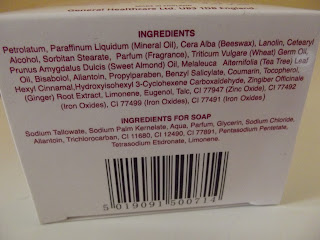 General Healthcare Ltd. UB3 1DB England
INGREDIENTS
Petrolatum, Paraffinum Liquidum (Mineral Oil), Cera Alba (Beeswax), Lanolin, Cetearyl
Alcohol, Sorbitan Stearate, Parfum (Fragrance), Triticum Vulgare (Wheat) Germ Oil,
Prunus Amygdalus Dulcis (Sweet Almond) Oil, Melaleuca Alternifolia (Tea Tree) Leaf
Oil, Bisabolol, Allantoin, Propylparaben, Benzyl Salicylate, Coumarin, Tocopherol,
Hexyl Cinnamal,Hydroxyisohexyl 3-Cyclohexene Carboxaldehyde, Zingiber Officinale
(Ginger) Root Extract, Limonene, Eugenol, Talc, CI 77947 (Zinc Oxide), CI 77492
(Iron Oxides), CI 77499 (Iron Oxides), CI 77491 (Iron Oxides)
INGREDIENTS FOR SOAP
Sodium Tallowate, Sodium Palm Kernelate, Aqua, Parfum, Glycerin, Sodium Chloride,
Allantoin, Trichlorocarban, CI 11680, CI 12490, CI 77891, Pentasodium Pentetate,
Tetrasodium Etidronate, Limonene.
5 019091 500714